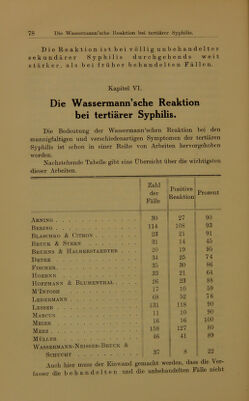 78 Die Wassermann'sche Reaktion bei tertiärer Syphilis.
Die Reaktion ist bei völlig unbehandelter
sekundärer Syphilis durchgehends weit
stärker, als bei früher behandelten Fällen.
Kapitel VI.
Die Wassermann'sche Reaktion
bei tertiärer Syphilis.
Die Bedeutung der Wassermann'schen Reaktion bei den
mannigfaltigen und verschiedenartigen Symptomen der tertiären
Syphilis ist schon in einer Reihe von Arbeiten hervorgehoben
worden.
Nachstehende Tabelle gibt eine Übersicht über die wichtigsten
dieser Arbeiten.
Zahl der Fälle Positive Reaktion Prozent
Arning 30 27 90
Bering 114 108 93
Blaschko & Citron 23 21 91
Bruck & Stern 31 14 45
Bruhns & Halberstaedter 20 19 95
Detre 34 25 74
Fischer 35 30 86
Hoehne 33 21 64
Hoffmann & Blumenthal 26 23 88
M'Intosh 17 10 59
Ledermann 68 52 76
Lesser 131 118 90
Marcus 11 10 90
Meier 16 16 100
Merz 158 127 80
Müller 46 41 89
Wassermann-Neisser-Bruck &
Schucht 37 8 22
Auch hier muss der Einwand gemacht werden, dass die Ver-
fasser die behandelten und die unbehandelten Fälle nicht